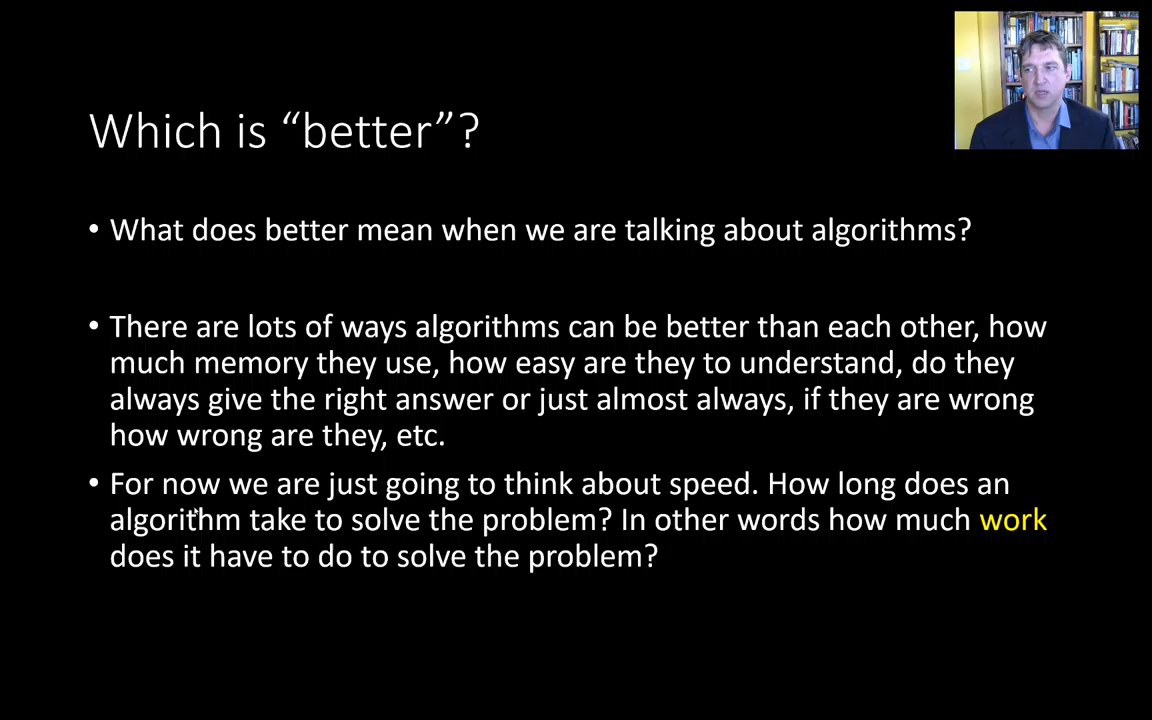 Which is “better”?
• What does better mean when we are talking about algorithms?
• There are lots of ways algorithms can be better than each other, how
much memory they use, how easy are they to understand, do they
always give the right answer or just almost always, if they are wrong
how wrong are they, etc.
• For now we are just going to think about speed. How long does an
algorithm take to solve the problem? In other words how much work
does it have to do to solve the problem?